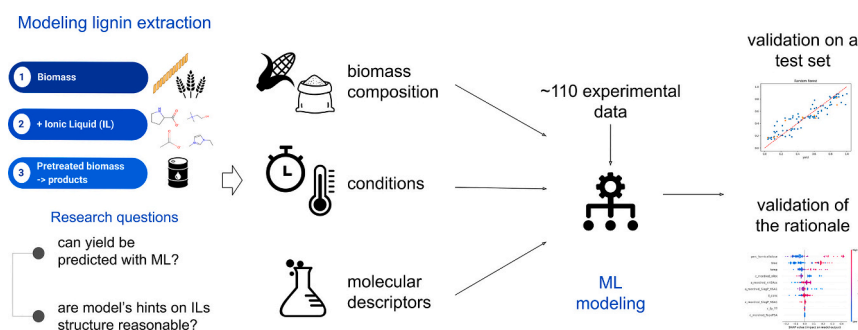 Modeling lignin extraction
1 Biomass
2 + Ionic Liquid (IL)
3 Pretreated biomass
-> products
Research questions
can yield be
predicted with ML?
are model's hints on ILs
structure reasonable?
biomass
composition
conditions
molecular
descriptors
~110 experimental
data
ML
modeling
validation on a
test set
validation of
the rationale